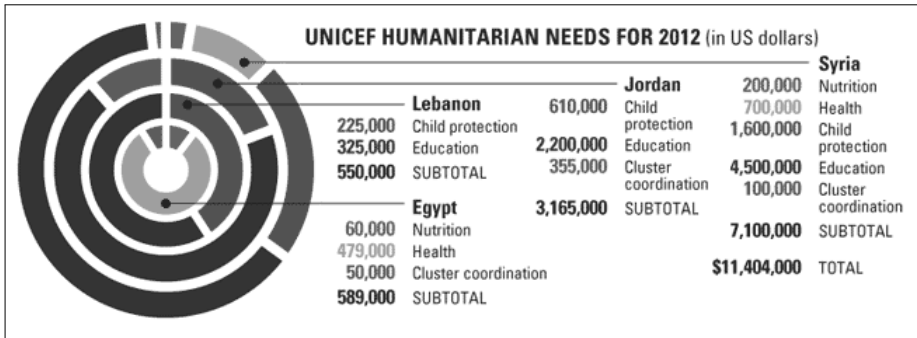 UNICEF HUMANITARIAN NEEDS FOR 2012 (in US dollars)
Lebanon
225,000 Child protection
325,000 Education
550,000 SUBTOTAL
Egypt
60,000 Nutrition
479,000 Health
50,000 Cluster coordination
589,000 SUBTOTAL
Jordan
610,000 Child
protection
2,200,000 Education
355,000 Cluster
coordination
3,165,000 SUBTOTAL
Syria
200,000 Nutrition
700,000 Health
1,600,000 Child
protection
4,500,000 Education
100,000 Cluster
coordination
7,100,000 SUBTOTAL
$11,404,000 TOTAL